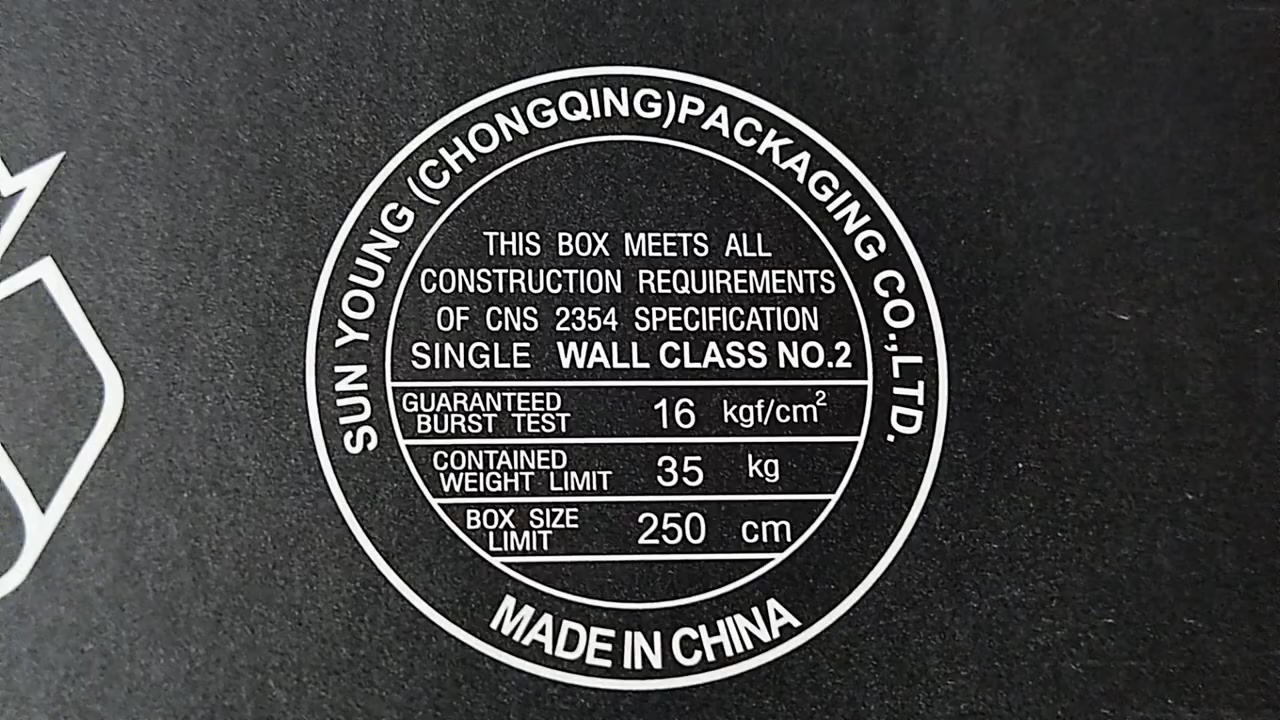 SUN YOUNG (CHONGQING)PACKAGING CO.,LTD.
THIS BOX MEETS ALL
CONSTRUCTION REQUIREMENTS
OF CNS 2354 SPECIFICATION
SINGLE WALL CLASS NO.2
GUARANTEED
BURST TEST 16 kgf/cm²
CONTAINED
WEIGHT LIMIT 35 kg
BOX SIZE
LIMIT 250 cm
MADE IN CHINA